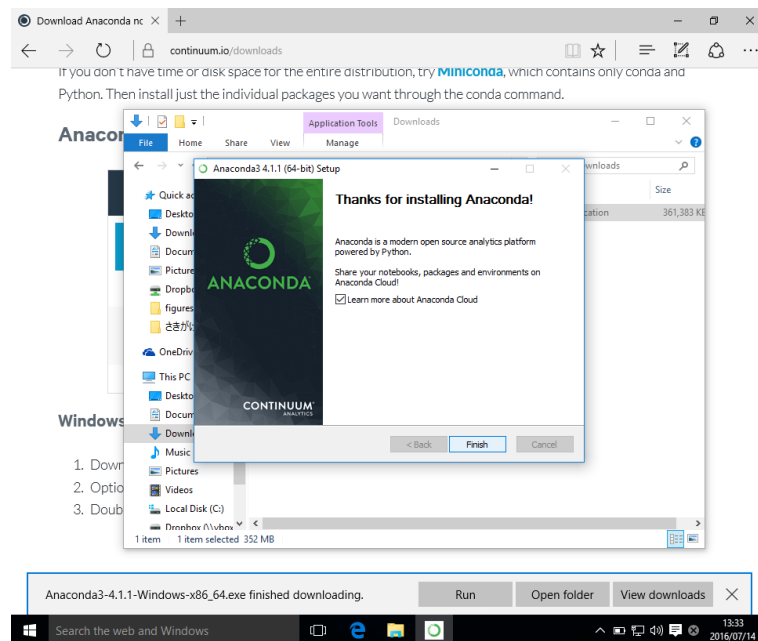 Download Anaconda nc
continuum.io/downloads
If you don't have time or disk space for the entire distribution, try Miniconda, which contains only conda and
Python. Then install just the individual packages you want through the conda command.
Anacor
Application Tools
Downloads
File Home Share View Manage
Anaconda3 4.1.1 (64-bit) Setup
wnloads
Quick ac
Size
Deskto
cation
361,383 KE
Downl
Docum
Picture
Dropbo
figures
さきが
OneDriv
This PC
Deskto
Docum
Downl
Music
Pictures
Videos
Local Disk (C:)
Dropbox (\\vbox
1 item 1 item selected 352 MB
Thanks for installing Anaconda!
Anaconda is a modern open source analytics platform
powered by Python.
Share your notebooks, packages and environments on
Anaconda Cloud!
Learn more about Anaconda Cloud
ANACONDA
CONTINUUM
ANALYTICS
< Back Finish Cancel
Windows
1. Down
2. Optio
3. Doub
Anaconda3-4.1.1-Windows-x86_64.exe finished downloading.
Run Open folder View downloads
Search the web and Windows
13:33
2016/07/14